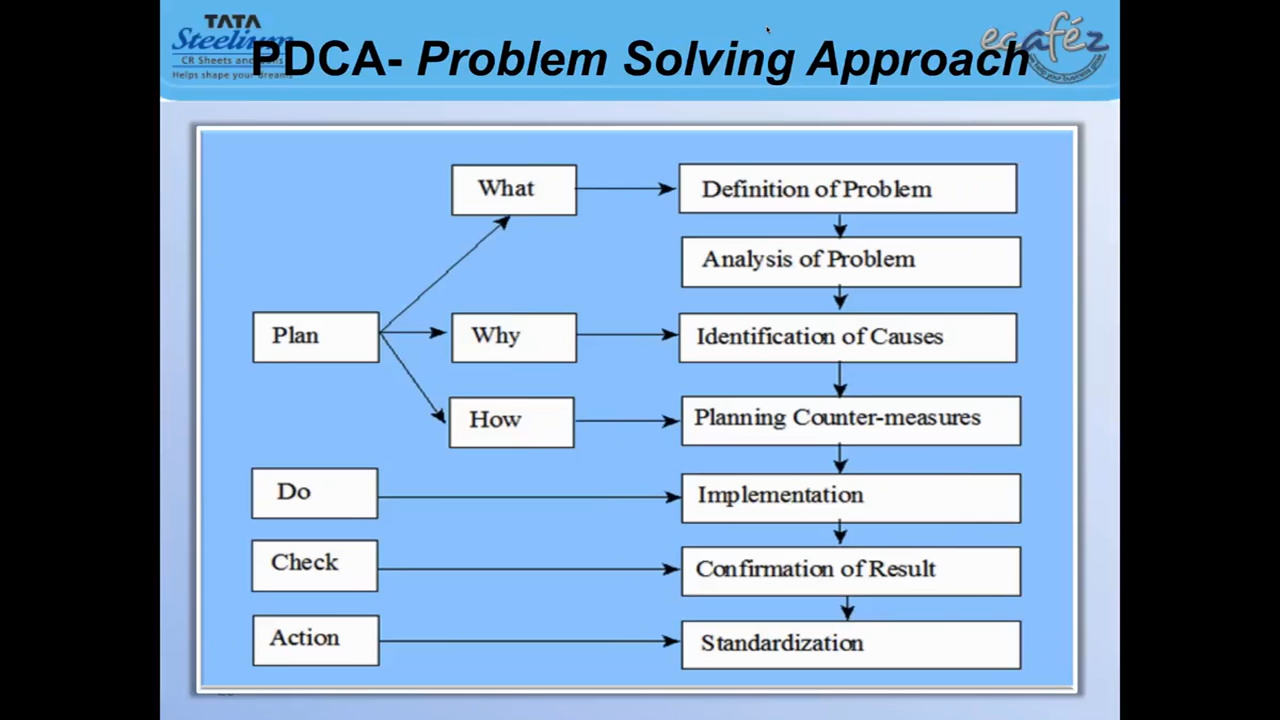 TATA
Steelium
CR Sheets and
Helps shape your dreams
PDCA- Problem Solving Approach
ecafez
What
Definition of Problem
Analysis of Problem
Plan
Why
Identification of Causes
How
Planning Counter-measures
Do
Implementation
Check
Confirmation of Result
Action
Standardization